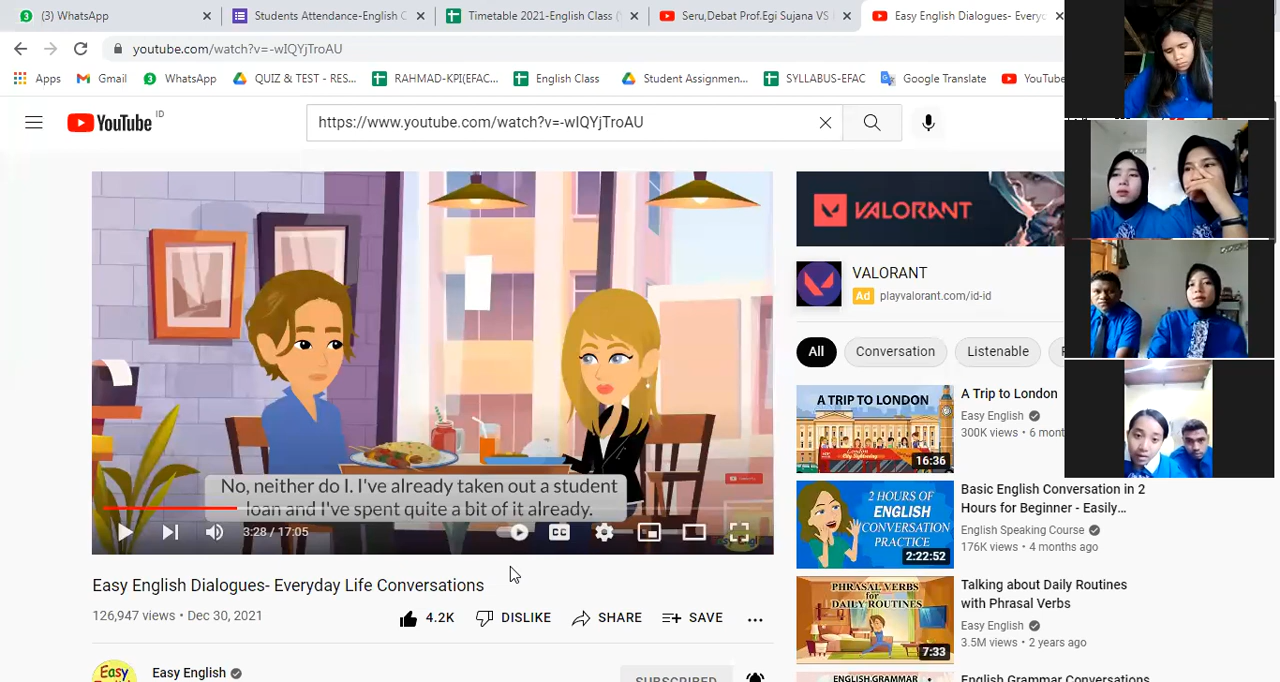 (3) WhatsApp
Students Attendance-English C
Timetable 2021-English Class (
Seru,Debat Prof.Egi Sujana VS
Easy English Dialogues- Everyd
youtube.com/watch?v=-wIQYjTroAU
Apps
Gmail
WhatsApp
QUIZ & TEST - RES...
RAHMAD-KPI(EFAC...
English Class
Student Assignmen...
SYLLABUS-EFAC
Google Translate
YouTube
YouTube ID
https://www.youtube.com/watch?v=-wIQYjTroAU
No, neither do I. I've already taken out a student
loan and I've spent quite a bit of it already.
3:28 / 17:05
Easy English Dialogues- Everyday Life Conversations
126,947 views • Dec 30, 2021
4.2K
DISLIKE
SHARE
SAVE
Easy
Easy English
SUBSCRIBED
VALORANT
VALORANT
Ad playvalorant.com/id-id
All
Conversation
Listenable
A TRIP TO LONDON
16:36
A Trip to London
Easy English
300K views • 6 mont
2 HOURS OF
ENGLISH
CONVERSATION
PRACTICE
2:22:52
Basic English Conversation in 2
Hours for Beginner - Easily...
English Speaking Course
176K views • 4 months ago
PHRASAL VERBS
for
DAILY ROUTINES
7:33
Talking about Daily Routines
with Phrasal Verbs
Easy English
3.5M views • 2 years ago
ENGLISH GRAMMAR
English Grammar Conversations